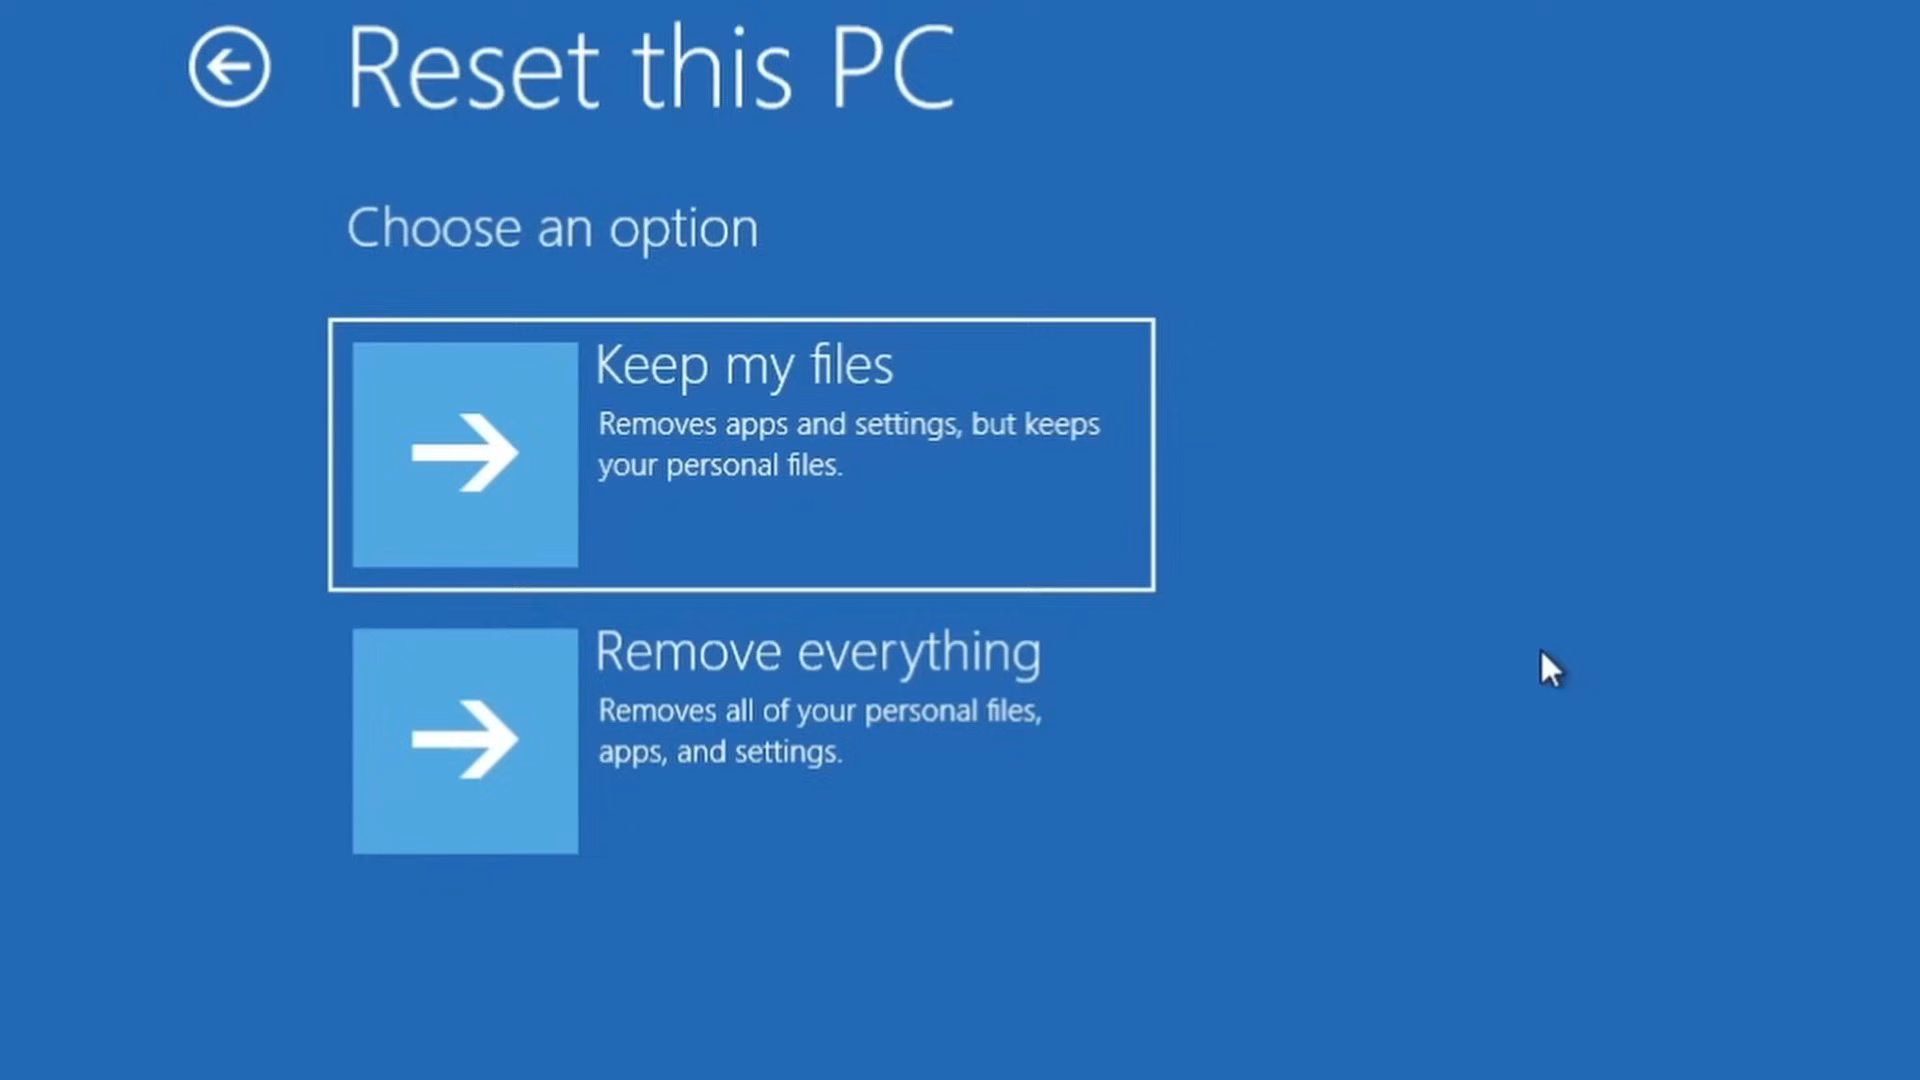 Reset this PC
Choose an option
Keep my files
Removes apps and settings, but keeps
your personal files.
Remove everything
Removes all of your personal files,
apps, and settings.